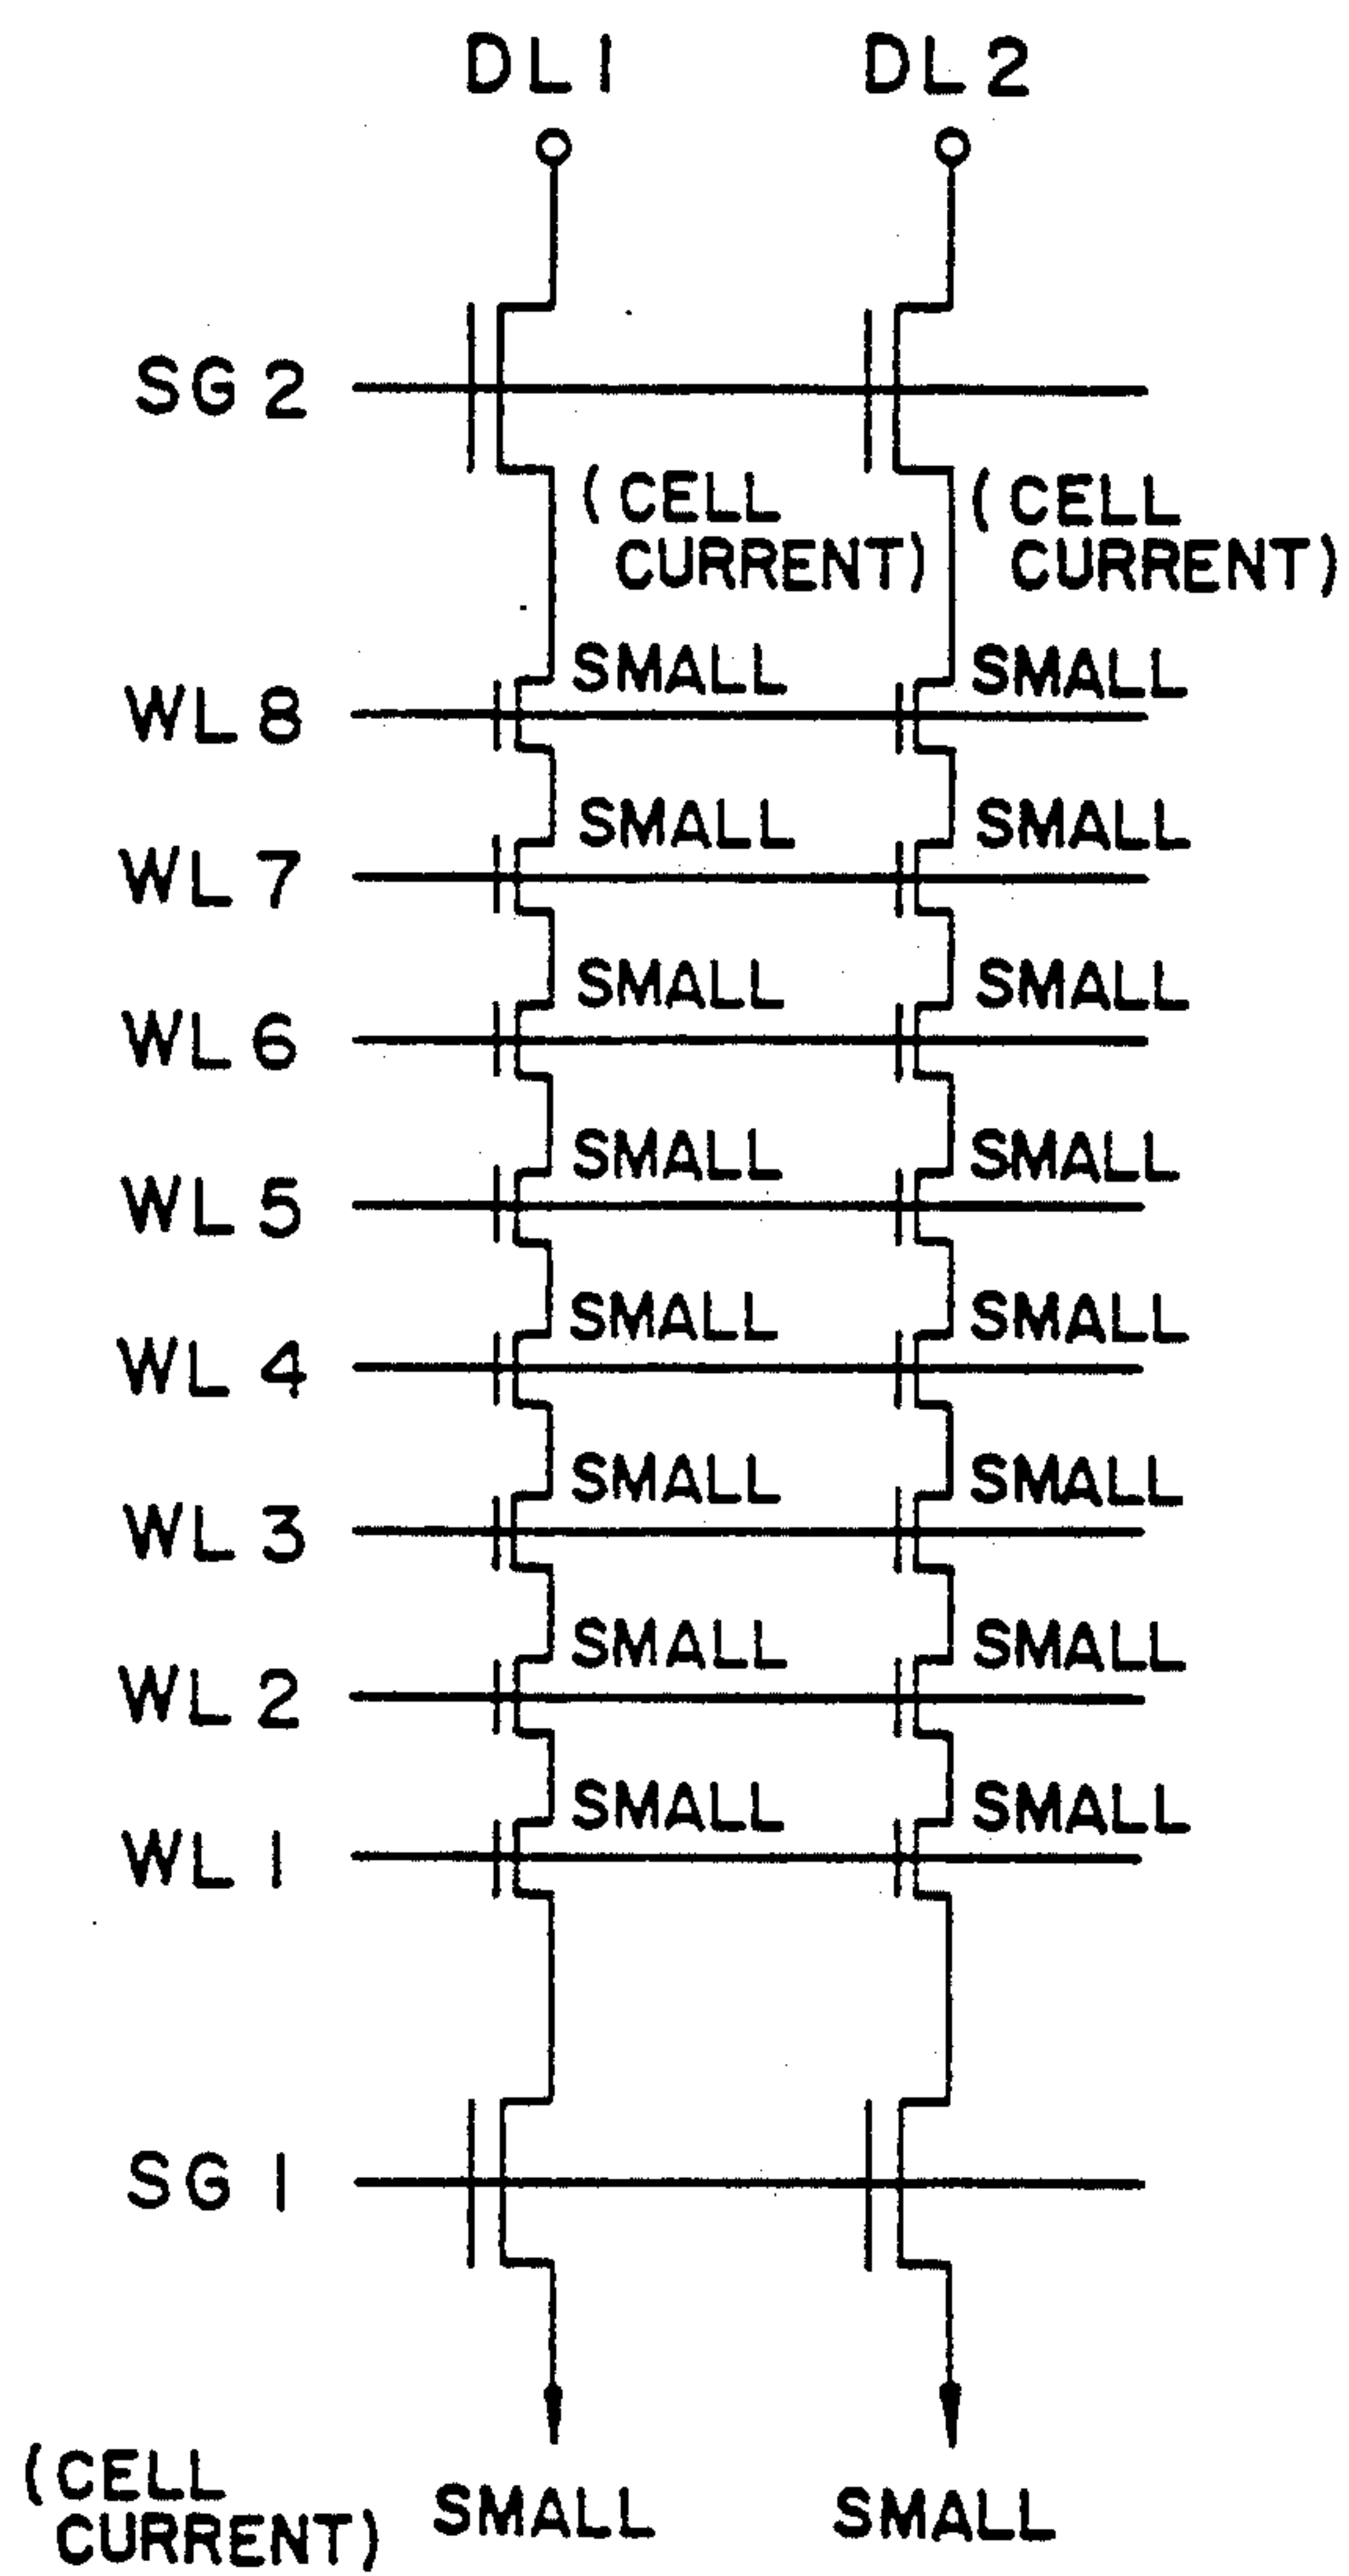 DL1 DL2
SG2
(CELL CURRENT) (CELL CURRENT)
WL8 SMALL SMALL
WL7 SMALL SMALL
WL6 SMALL SMALL
WL5 SMALL SMALL
WL4 SMALL SMALL
WL3 SMALL SMALL
WL2 SMALL SMALL
WL1 SMALL SMALL
SG1
(CELL CURRENT) SMALL SMALL